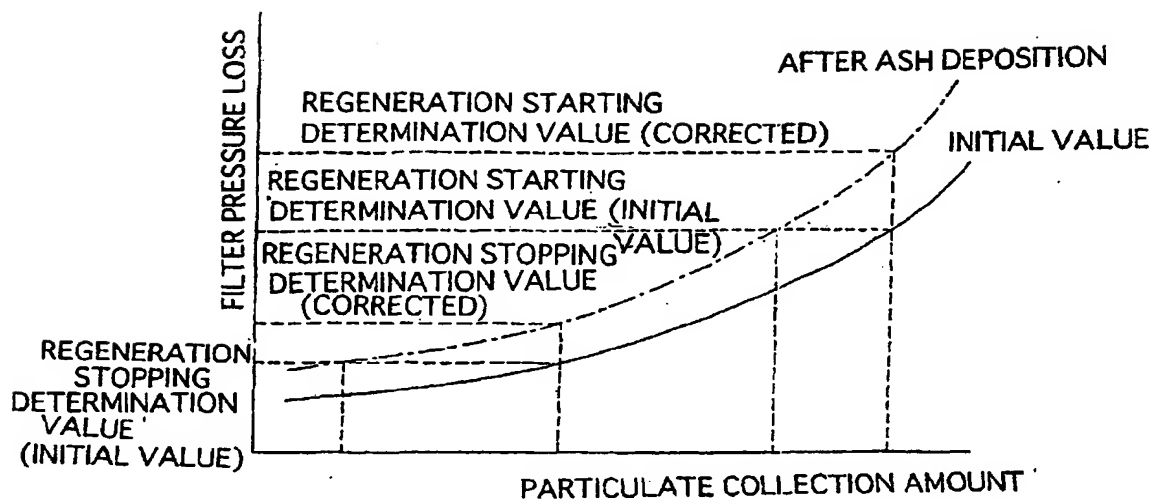 FILTER PRESSURE LOSS
AFTER ASH DEPOSITION
REGENERATION STARTING
DETERMINATION VALUE (CORRECTED)
INITIAL VALUE
REGENERATION STARTING
DETERMINATION VALUE (INITIAL
VALUE)
REGENERATION STOPPING
DETERMINATION VALUE
(CORRECTED)
REGENERATION
STOPPING
DETERMINATION
VALUE
(INITIAL VALUE)
PARTICULATE COLLECTION AMOUNT